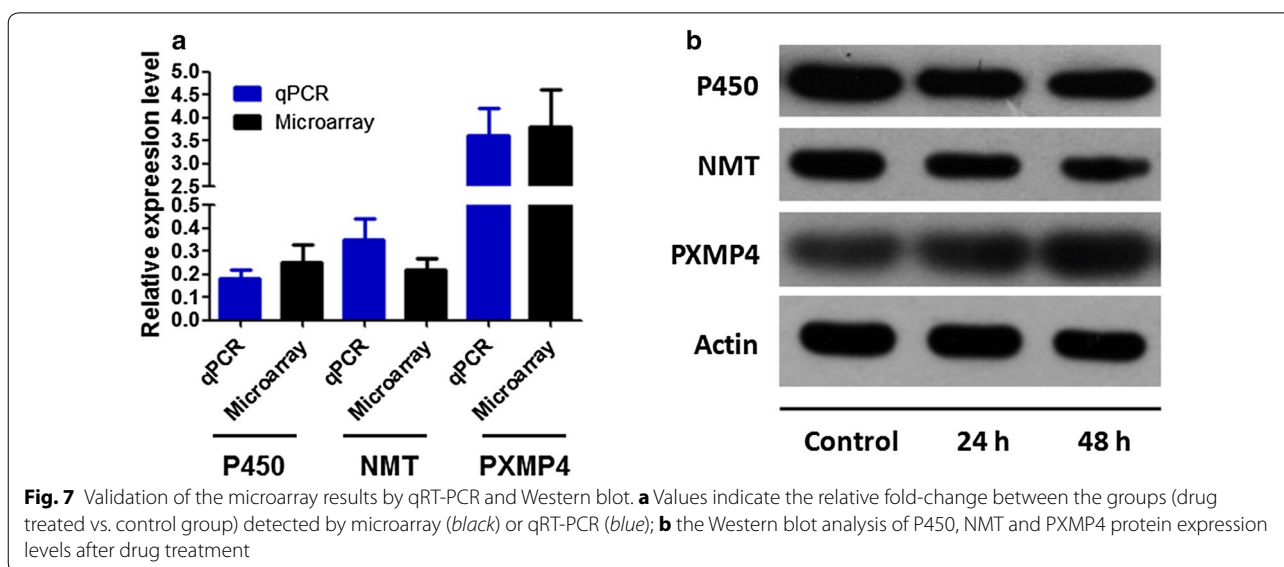 a
Relative expreesion level
5.0
4.5
4.0
3.5
3.0
2.5
0.5
0.4
0.3
0.2
0.1
0.0
qPCR
Microarray
qPCR
Microarray
qPCR
Microarray
qPCR
Microarray
P450
NMT
PXMP4
b
P450
NMT
PXMP4
Actin
Control
24 h
48 h
Fig. 7 Validation of the microarray results by qRT-PCR and Western blot. a Values indicate the relative fold-change between the groups (drug
treated vs. control group) detected by microarray (black) or qRT-PCR (blue); b the Western blot analysis of P450, NMT and PXMP4 protein expression
levels after drug treatment